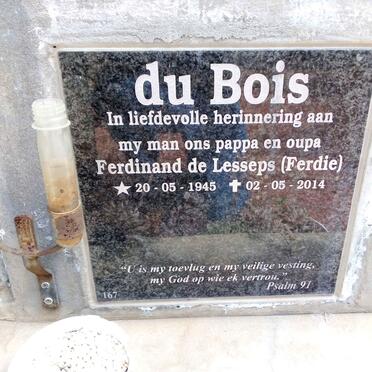 du Bois
In liefdevolle herinnering aan
my man ons pappa en oupa
Ferdinand de Lesseps (Ferdie)
★ 20 - 05 - 1945 ✝ 02 - 05 - 2014
"U is my toevlug en my veilige vesting,
my God op wie ek vertrou."
Psalm 91
167